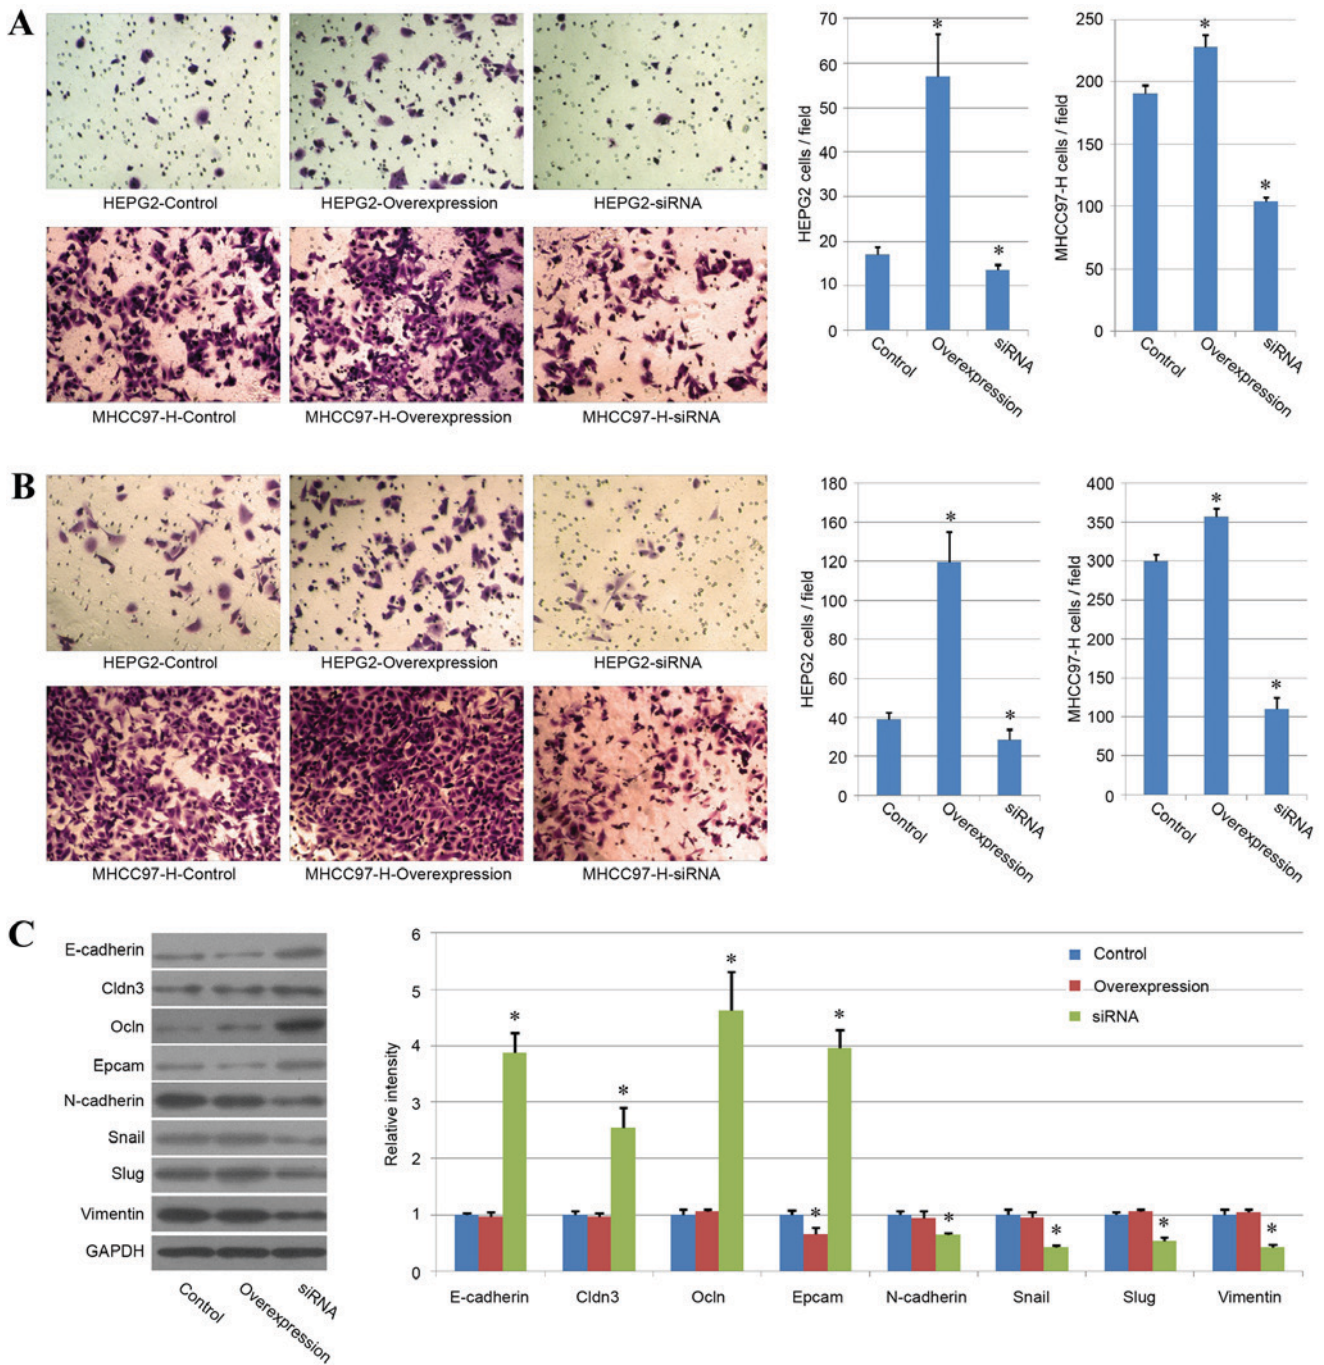 A
HEPG2-Control
HEPG2-Overexpression
HEPG2-siRNA
MHCC97-H-Control
MHCC97-H-Overexpression
MHCC97-H-siRNA
HEPG2 cells / field
70
60
50
40
30
20
10
0
*
*
Control
Overexpression
siRNA
MHCC97-H cells / field
250
200
150
100
250
0
*
*
Control
Overexpression
siRNA
B
HEPG2-Control
HEPG2-Overexpression
HEPG2-siRNA
MHCC97-H-Control
MHCC97-H-Overexpression
MHCC97-H-siRNA
HEPG2 cells / field
180
160
120
100
80
60
40
20
0
*
*
Control
Overexpression
siRNA
MHCC97-H cells / field
400
350
300
250
200
150
100
50
0
*
*
Control
Overexpression
siRNA
C
E-cadherin
Cldn3
Ocln
Epcam
N-cadherin
Snail
Slug
Vimentin
GAPDH
Control
Overexpression
siRNA
Relative intensity
6
5
4
3
2
1
0
Control
Overexpression
siRNA
*
*
*
*
*
*
*
*
*
E-cadherin
Cldn3
Ocln
Epcam
N-cadherin
Snail
Slug
Vimentin